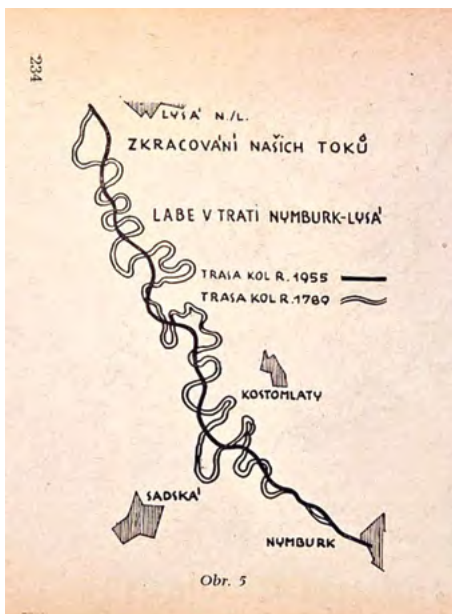 234
LYSÁ N./L.
ZKRACOVÁNÍ NAŠICH TOKŮ
LABE V TRATI NYMBURK-LYSÁ
TRASA KOL R. 1955
TRASA KOL R. 1789
KOSTOMLATY
SADSKÁ
NYMBURK
Obr. 5